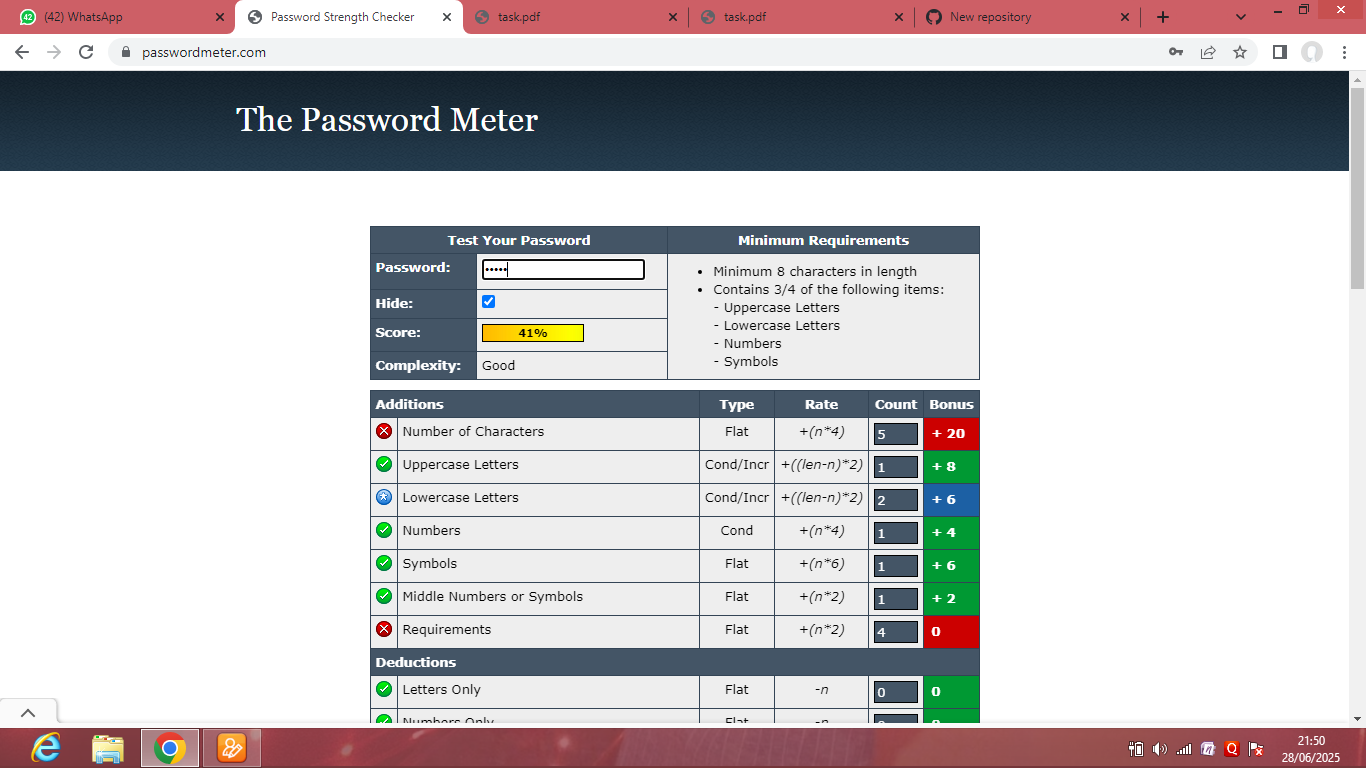 (42) WhatsApp
Password Strength Checker
task.pdf
task.pdf
New repository
passwordmeter.com
The Password Meter
Test Your Password
Minimum Requirements
Password: •••••
Hide:
Score: 41%
Complexity: Good
• Minimum 8 characters in length
• Contains 3/4 of the following items:
- Uppercase Letters
- Lowercase Letters
- Numbers
- Symbols
Additions Type Rate Count Bonus
Number of Characters Flat +(n*4) 5 + 20
Uppercase Letters Cond/Incr +((len-n)*2) 1 + 8
Lowercase Letters Cond/Incr +((len-n)*2) 2 + 6
Numbers Cond +(n*4) 1 + 4
Symbols Flat +(n*6) 1 + 6
Middle Numbers or Symbols Flat +(n*2) 1 + 2
Requirements Flat +(n*2) 4 0
Deductions
Letters Only Flat -n 0 0
Numbers Only Flat -n
21:50
28/06/2025